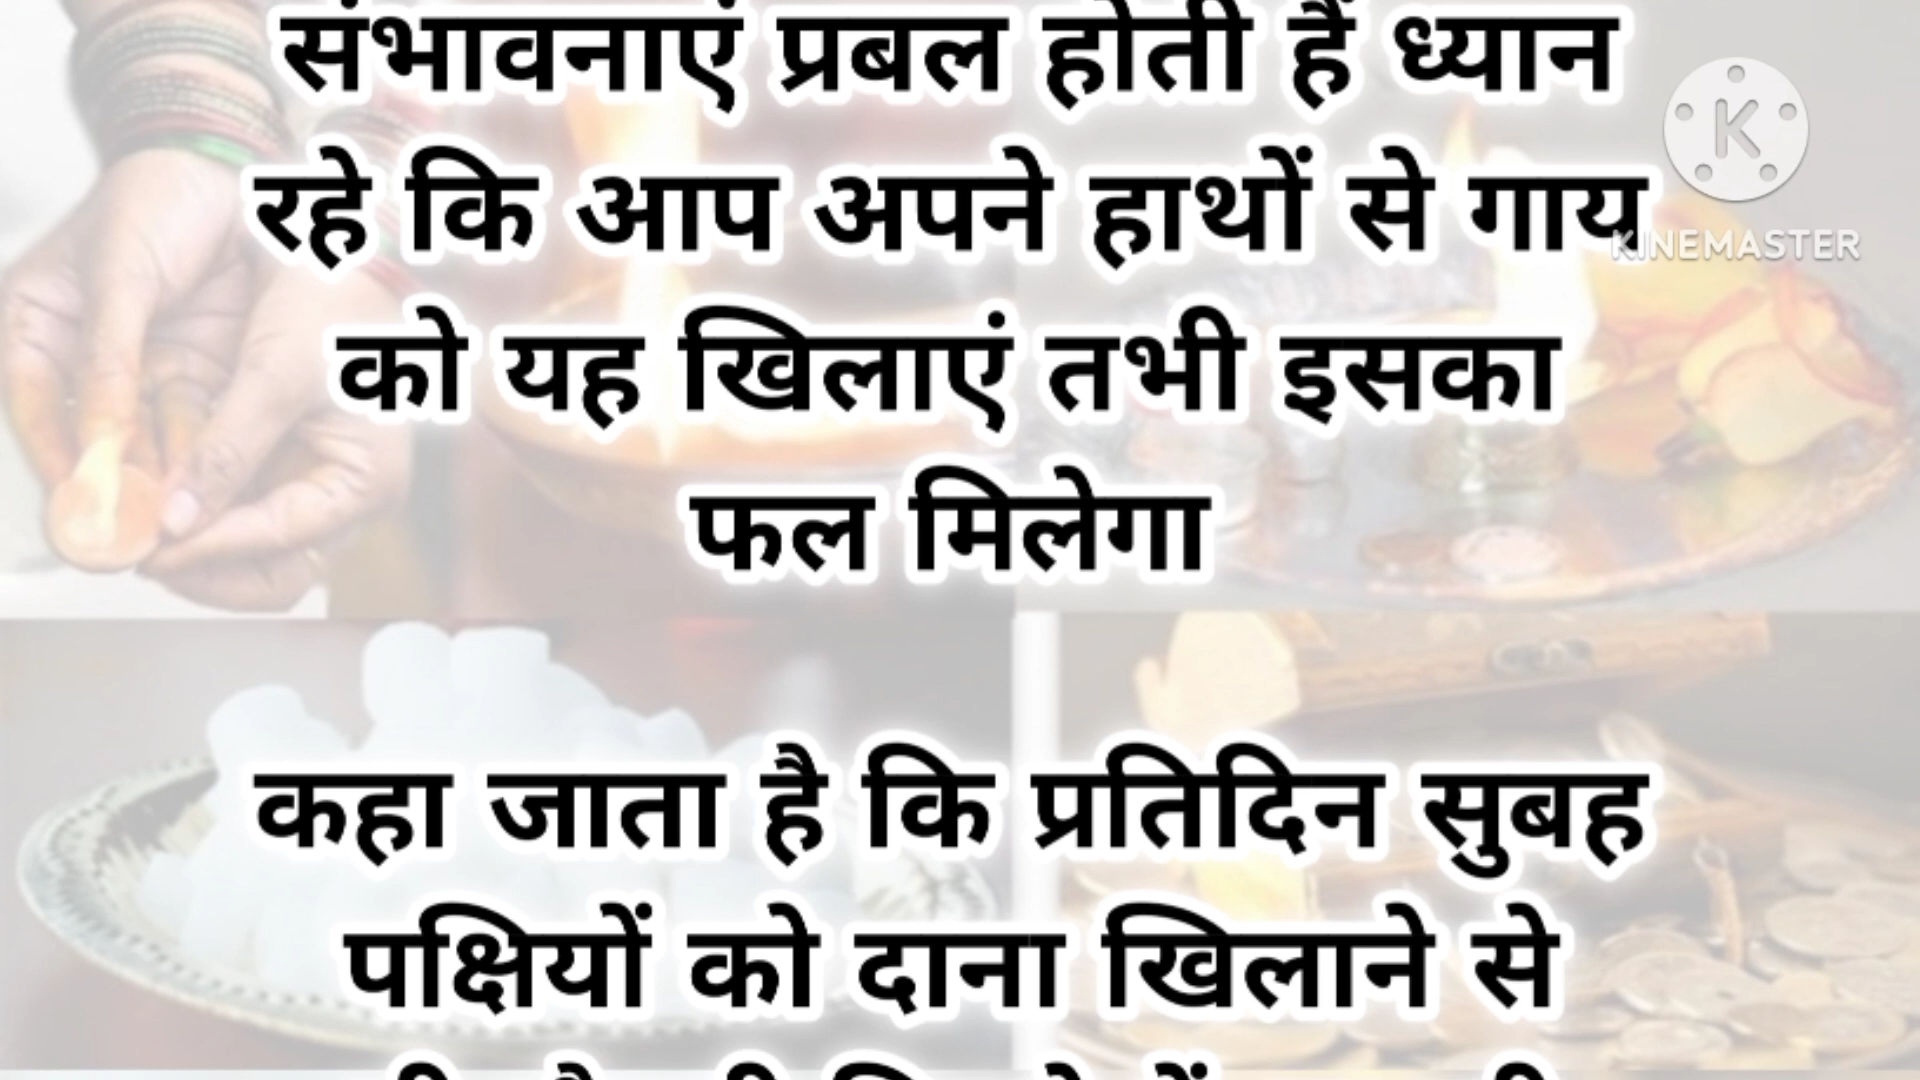 संभावनाएं प्रबल होती हैं ध्यान
रहे कि आप अपने हाथों से गाय
को यह खिलाएं तभी इसका
फल मिलेगा
कहा जाता है कि प्रतिदिन सुबह
पक्षियों को दाना खिलाने से
K
KINEMASTER